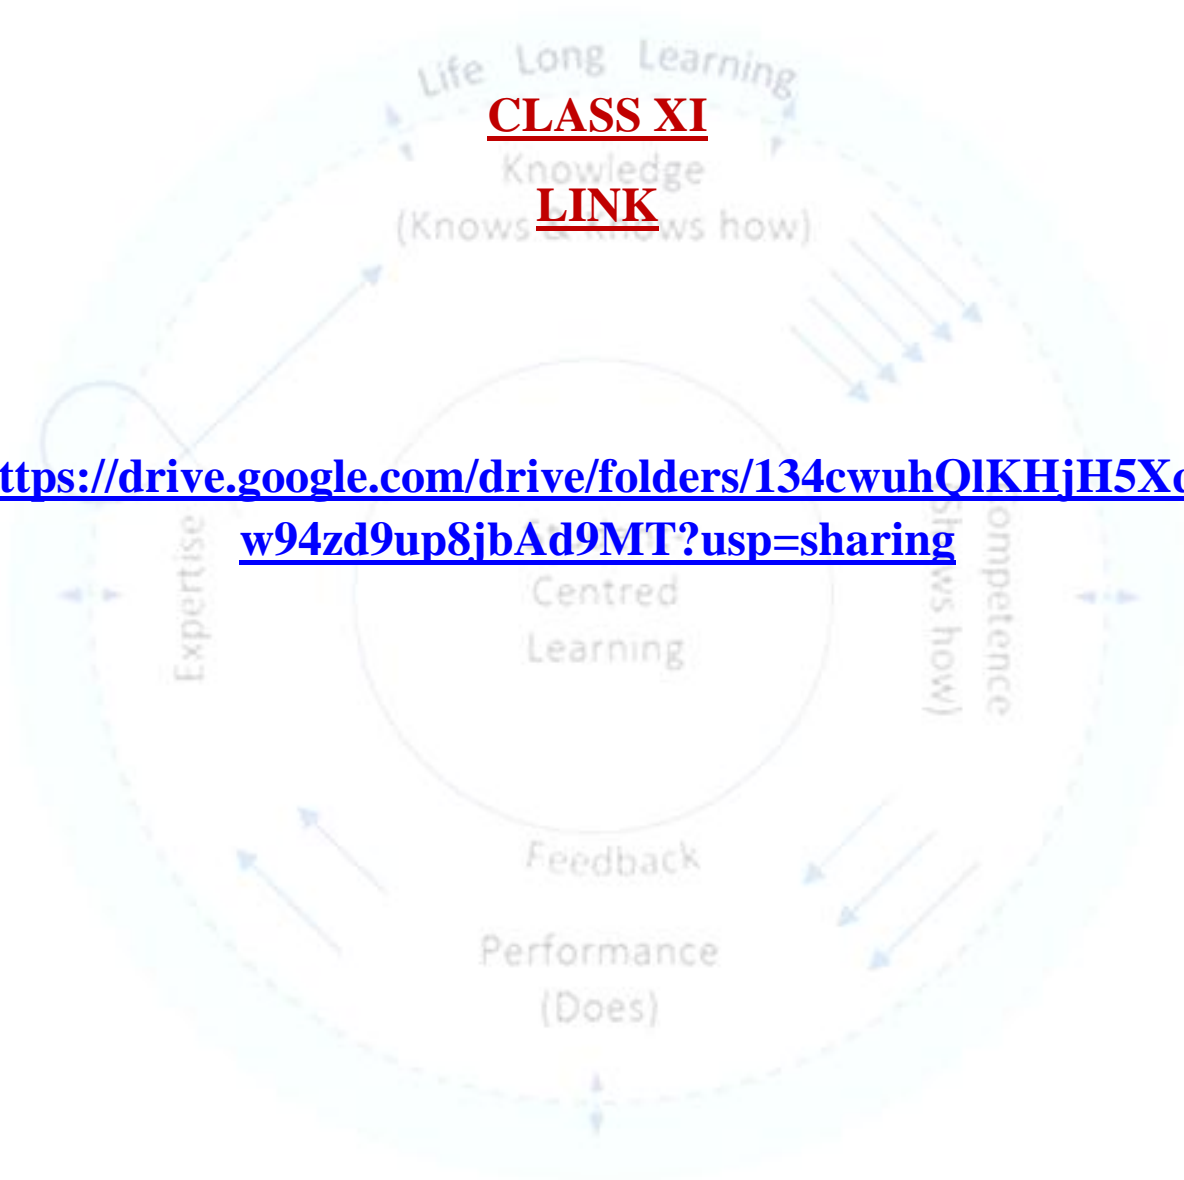 Life Long Learning
CLASS XI
Knowledge
LINK
(Knows & Knows how)
ttps://drive.google.com/drive/folders/134cwuhQlKHjH5Xc
w94zd9up8jbAd9MT?usp=sharing
Centred
Learning
Expertise
ompetence
ws how)
Feedback
Performance
(Does)